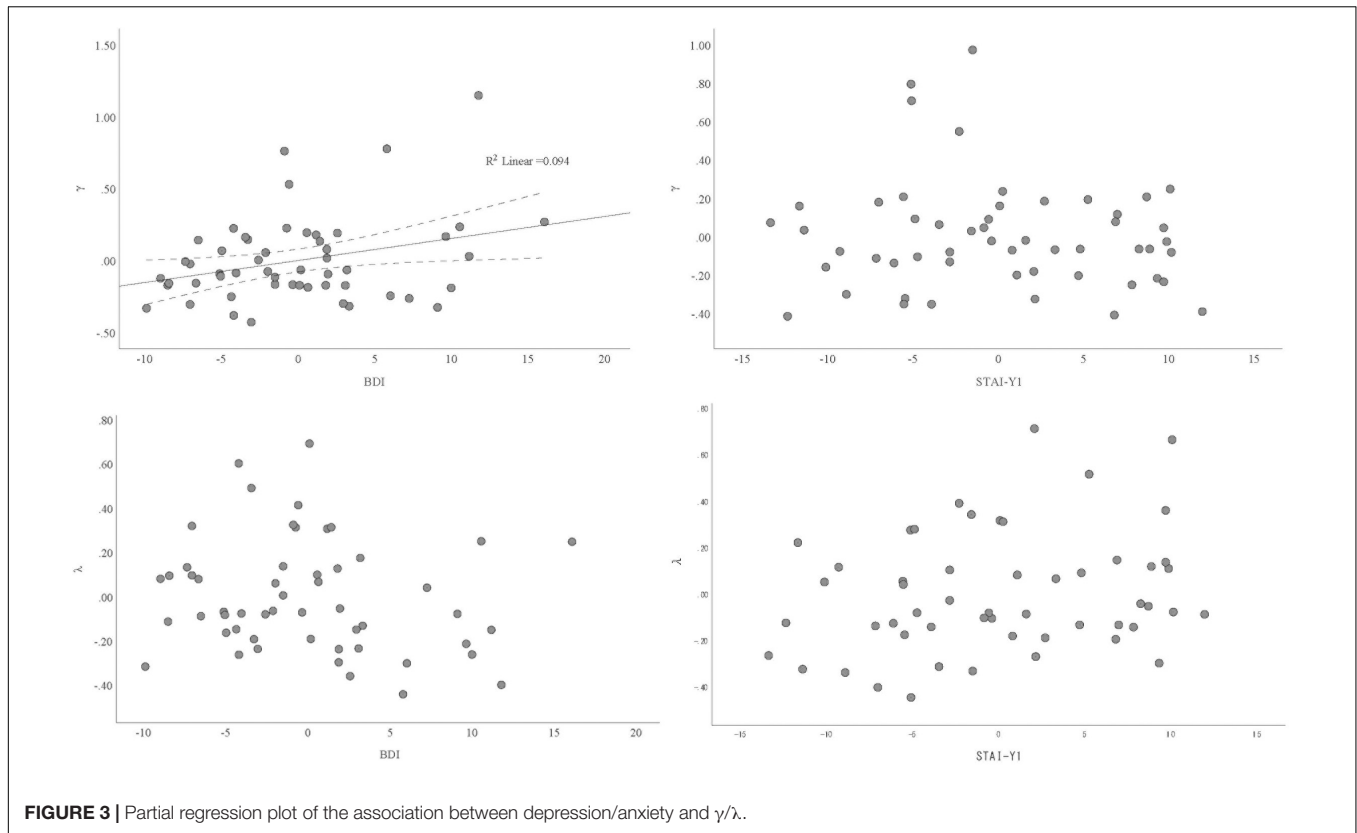 1.50
1.00
.50
.00
-.50
γ
R² Linear =0.094
-10 -5 0 5 10 15 20
BDI
1.00
.80
.60
.40
.20
.00
-.20
-.40
γ
-15 -10 -5 0 5 10 15
STAI-Y1
.80
.60
.40
.20
.00
-.20
-.40
λ
-10 -5 0 5 10 15 20
BDI
.80
.60
.40
.20
.00
-.20
-.40
λ
-15 -10 -5 0 5 10 15
STAI-Y1
FIGURE 3 | Partial regression plot of the association between depression/anxiety and γ/λ.